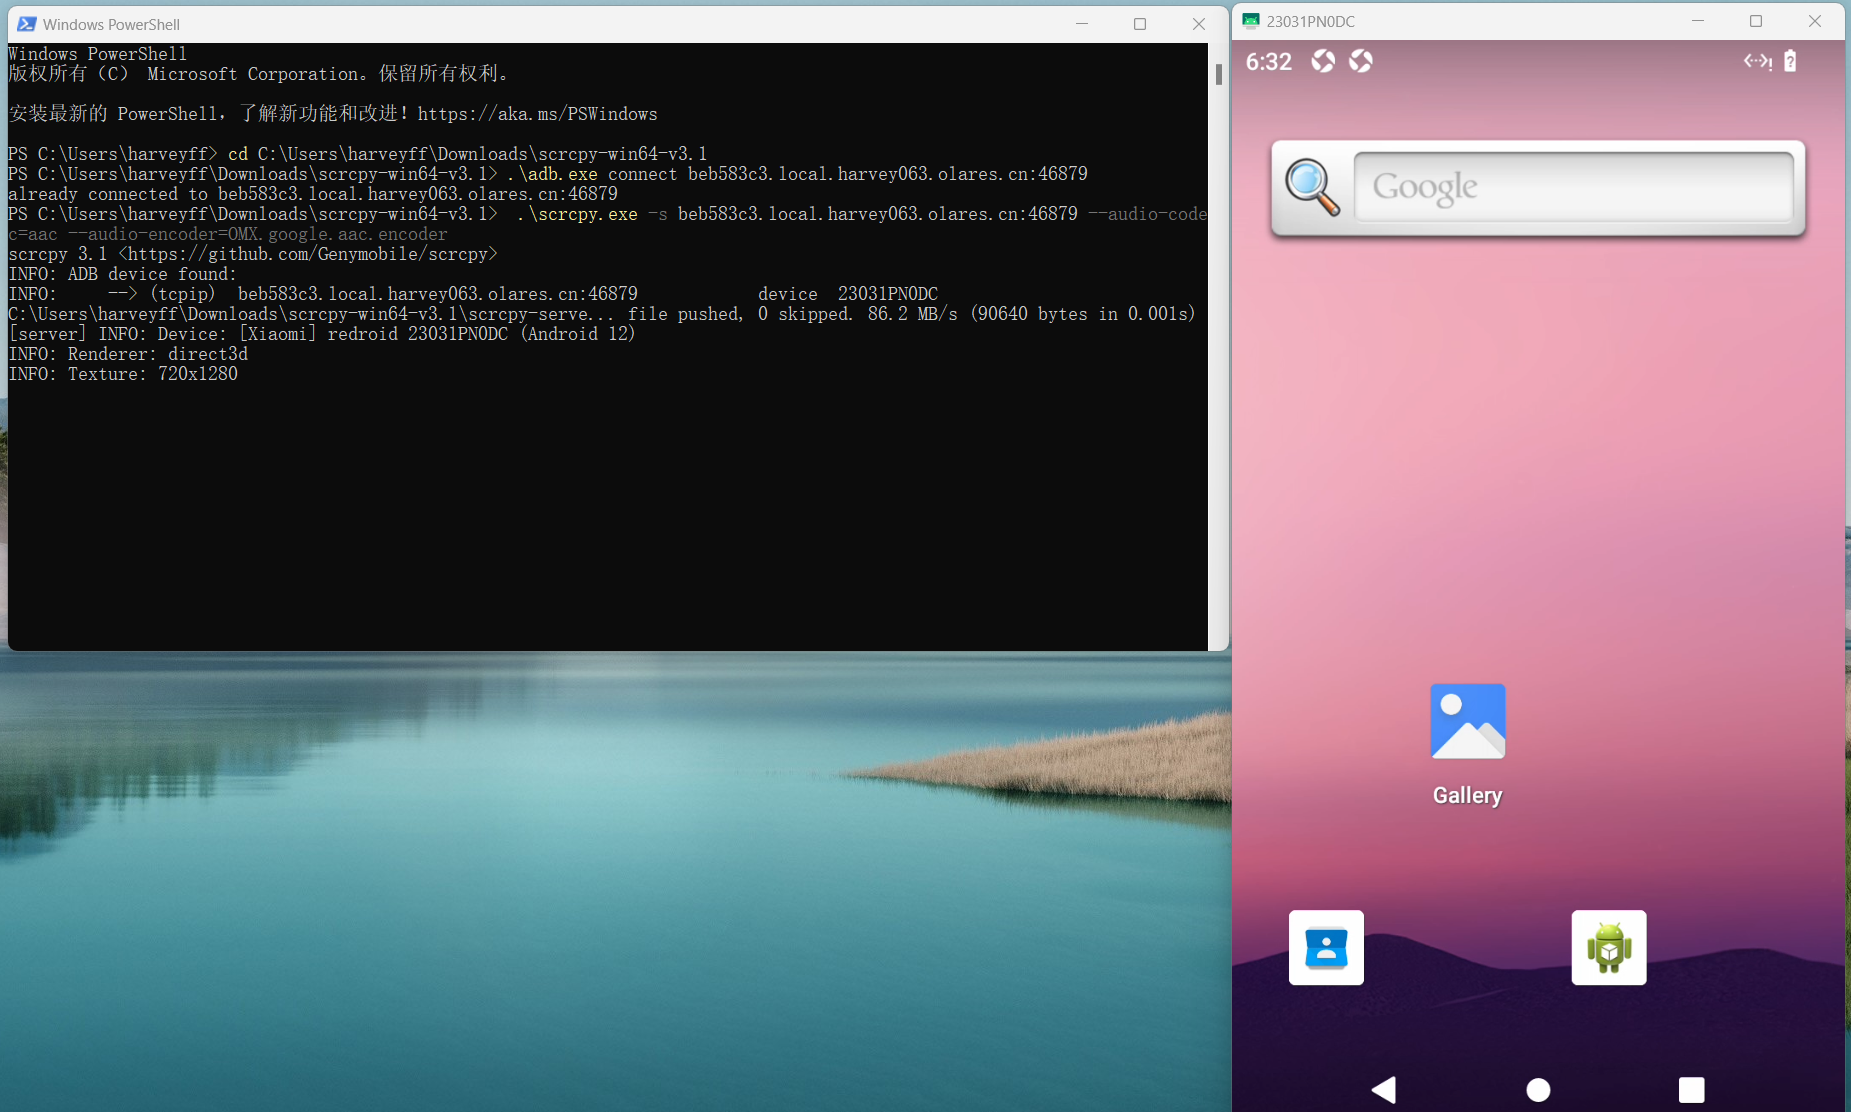 Windows PowerShell
Windows PowerShell
版权所有（C） Microsoft Corporation。保留所有权利。
安装最新的 PowerShell，了解新功能和改进！https://aka.ms/PSWindows
PS C:\Users\harveyff> cd C:\Users\harveyff\Downloads\scrcpy-win64-v3.1
PS C:\Users\harveyff\Downloads\scrcpy-win64-v3.1> .\adb.exe connect beb583c3.local.harvey063.olares.cn:46879
already connected to beb583c3.local.harvey063.olares.cn:46879
PS C:\Users\harveyff\Downloads\scrcpy-win64-v3.1>  .\scrcpy.exe -s beb583c3.local.harvey063.olares.cn:46879 --audio-code
c=aac --audio-encoder=OMX.google.aac.encoder
scrcpy 3.1 <https://github.com/Genymobile/scrcpy>
INFO: ADB device found:
INFO:     --> (tcpip)  beb583c3.local.harvey063.olares.cn:46879            device  23031PN0DC
C:\Users\harveyff\Downloads\scrcpy-win64-v3.1\scrcpy-serve... file pushed, 0 skipped. 86.2 MB/s (90640 bytes in 0.001s)
[server] INFO: Device: [Xiaomi] redroid 23031PN0DC (Android 12)
INFO: Renderer: direct3d
INFO: Texture: 720x1280
23031PN0DC
6:32
Google
Gallery